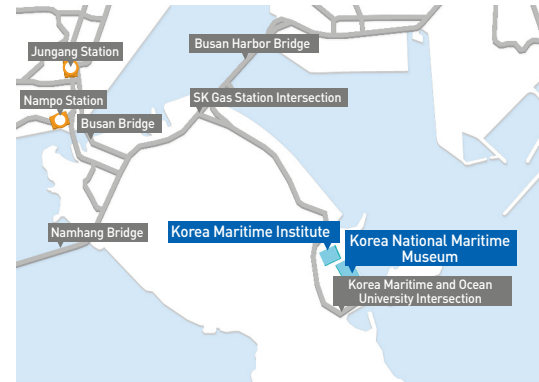 Busan Harbor Bridge
Jungang Station
Nampo Station
SK Gas Station Intersection
Busan Bridge
Namhang Bridge
Korea Maritime Institute
Korea National Maritime
Museum
Korea Maritime and Ocean
University Intersection